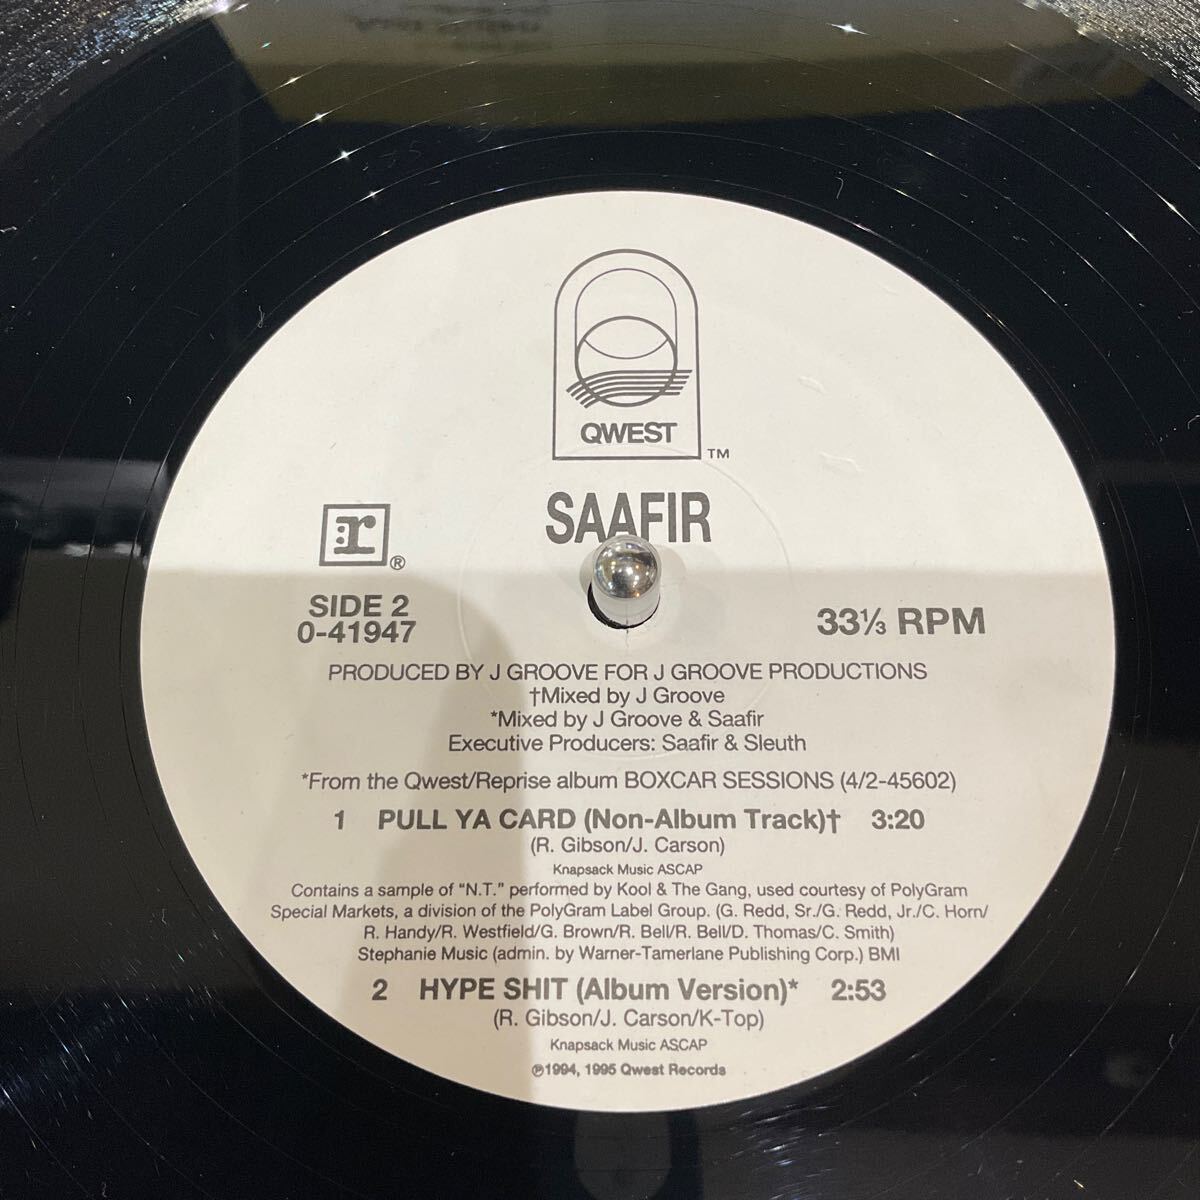 QWEST
TM
SAAFIR
r®
SIDE 2
0-41947
33⅓ RPM
PRODUCED BY J GROOVE FOR J GROOVE PRODUCTIONS
†Mixed by J Groove
*Mixed by J Groove & Saafir
Executive Producers: Saafir & Sleuth
*From the Qwest/Reprise album BOXCAR SESSIONS (4/2-45602)
1 PULL YA CARD (Non-Album Track)† 3:20
(R. Gibson/J. Carson)
Knapsack Music ASCAP
Contains a sample of “N.T.” performed by Kool & The Gang, used courtesy of PolyGram
Special Markets, a division of the PolyGram Label Group. (G. Redd, Sr./G. Redd, Jr./C. Horn/
R. Handy/R. Westfield/G. Brown/R. Bell/R. Bell/D. Thomas/C. Smith)
Stephanie Music (admin. by Warner-Tamerlane Publishing Corp.) BMI
2 HYPE SHIT (Album Version)* 2:53
(R. Gibson/J. Carson/K-Top)
Knapsack Music ASCAP
℗1994, 1995 Qwest Records